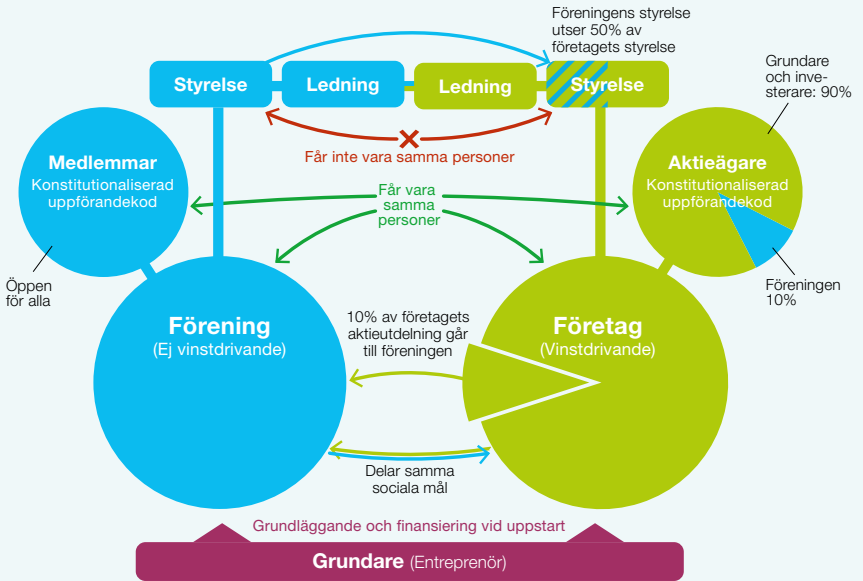 Föreningens styrelse
utser 50% av
företagets styrelse
Styrelse
Ledning
Ledning
Styrelse
Grundare
och inve-
sterare: 90%
Får inte vara samma personer
Medlemmar
Konstitutionaliserad
uppförandekod
Får vara
samma
personer
Aktieägare
Konstitutionaliserad
uppförandekod
Öppen
för alla
Föreningen
10%
Förening
(Ej vinstdrivande)
10% av företagets
aktieutdelning går
till föreningen
Företag
(Vinstdrivande)
Delar samma
sociala mål
Grundläggande och finansiering vid uppstart
Grundare (Entreprenör)